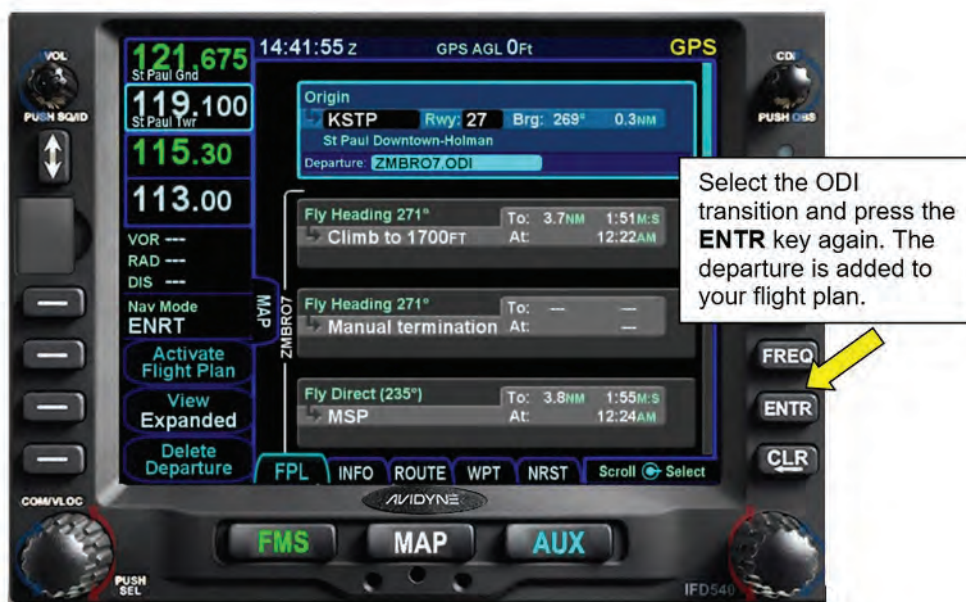 VOL
PUSH SQ/ID
121.675
St Paul Gnd
119.100
St Paul Twr
115.30
113.00
VOR ---
RAD ---
DIS ---
Nav Mode
ENRT
Activate
Flight Plan
View
Expanded
Delete
Departure
COM/VLOC
PUSH
SEL
14:41:55 Z GPS AGL 0Ft GPS
MAP
Origin
KSTP Rwy: 27 Brg: 269° 0.3NM
St Paul Downtown-Holman
Departure: ZMBRO7.ODI
ZMBRO7
Fly Heading 271° To: 3.7NM 1:51M:S
Climb to 1700FT At: 12:22AM
Fly Heading 271° To: — —
Manual termination At: —
Fly Direct (235°) To: 3.8NM 1:55M:S
MSP At: 12:24AM
FPL INFO ROUTE WPT NRST Scroll Select
AVIDYNE
FMS MAP AUX
IFD540
CDI
PUSH OBS
Select the ODI
transition and press the
ENTR key again. The
departure is added to
your flight plan.
FREQ
ENTR
CLR